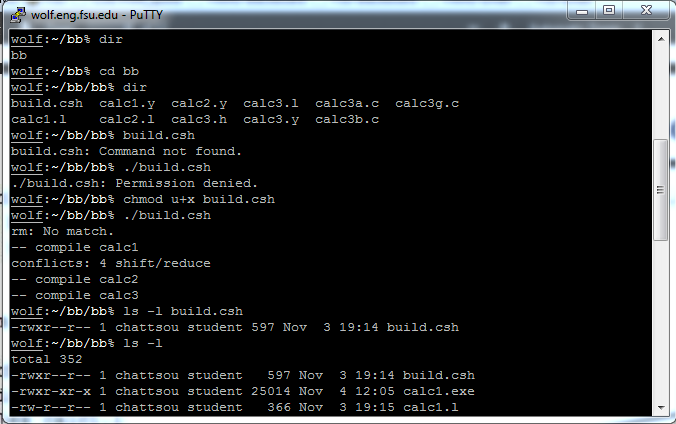 wolf.eng.fsu.edu - PuTTY
wolf:~/bb% dir
bb
wolf:~/bb% cd bb
wolf:~/bb/bb% dir
build.csh  calc1.y  calc2.y  calc3.l  calc3a.c  calc3g.c
calc1.l    calc2.l  calc3.h  calc3.y  calc3b.c
wolf:~/bb/bb% build.csh
build.csh: Command not found.
wolf:~/bb/bb% ./build.csh
./build.csh: Permission denied.
wolf:~/bb/bb% chmod u+x build.csh
wolf:~/bb/bb% ./build.csh
rm: No match.
-- compile calc1
conflicts: 4 shift/reduce
-- compile calc2
-- compile calc3
wolf:~/bb/bb% ls -l build.csh
-rwxr--r-- 1 chattsou student 597 Nov  3 19:14 build.csh
wolf:~/bb/bb% ls -l
total 352
-rwxr--r-- 1 chattsou student   597 Nov  3 19:14 build.csh
-rwxr-xr-x 1 chattsou student 25014 Nov  4 12:05 calc1.exe
-rw-r--r-- 1 chattsou student   366 Nov  3 19:15 calc1.l